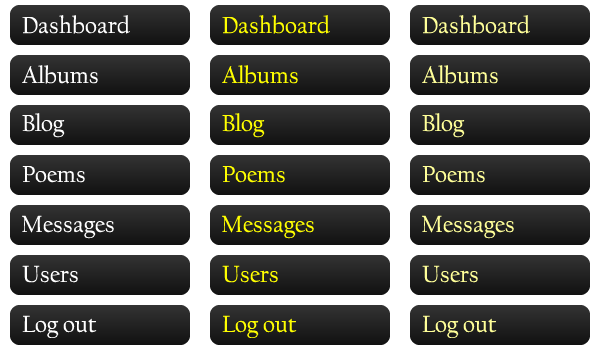 Dashboard Dashboard Dashboard
Albums Albums Albums
Blog Blog Blog
Poems Poems Poems
Messages Messages Messages
Users Users Users
Log out Log out Log out